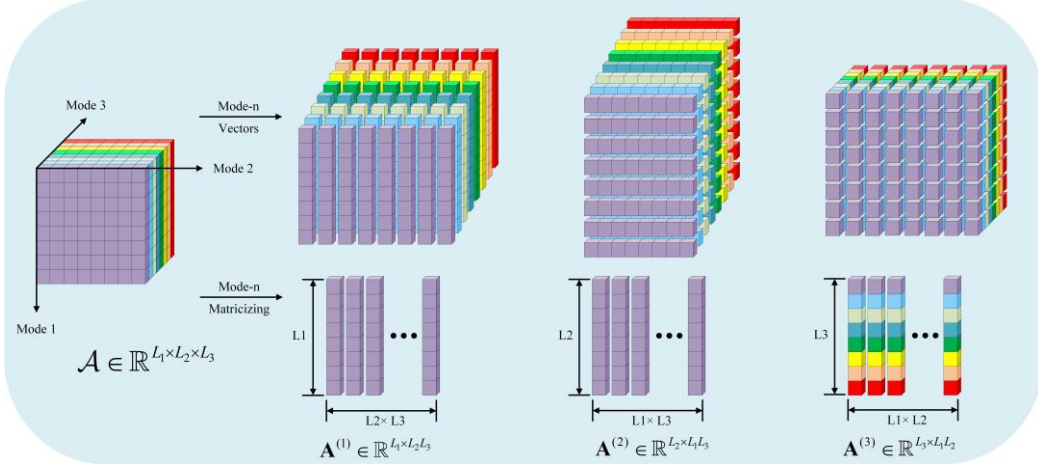 Mode 3
Mode 2
Mode 1
Mode-n
Vectors
Mode-n
Matricizing
𝒜 ∈ ℝ^{L₁×L₂×L₃}
L1
L2× L3
A^{(1)} ∈ ℝ^{L₁×L₂L₃}
L2
L1× L3
A^{(2)} ∈ ℝ^{L₂×L₁L₃}
L3
L1× L2
A^{(3)} ∈ ℝ^{L₃×L₁L₂}